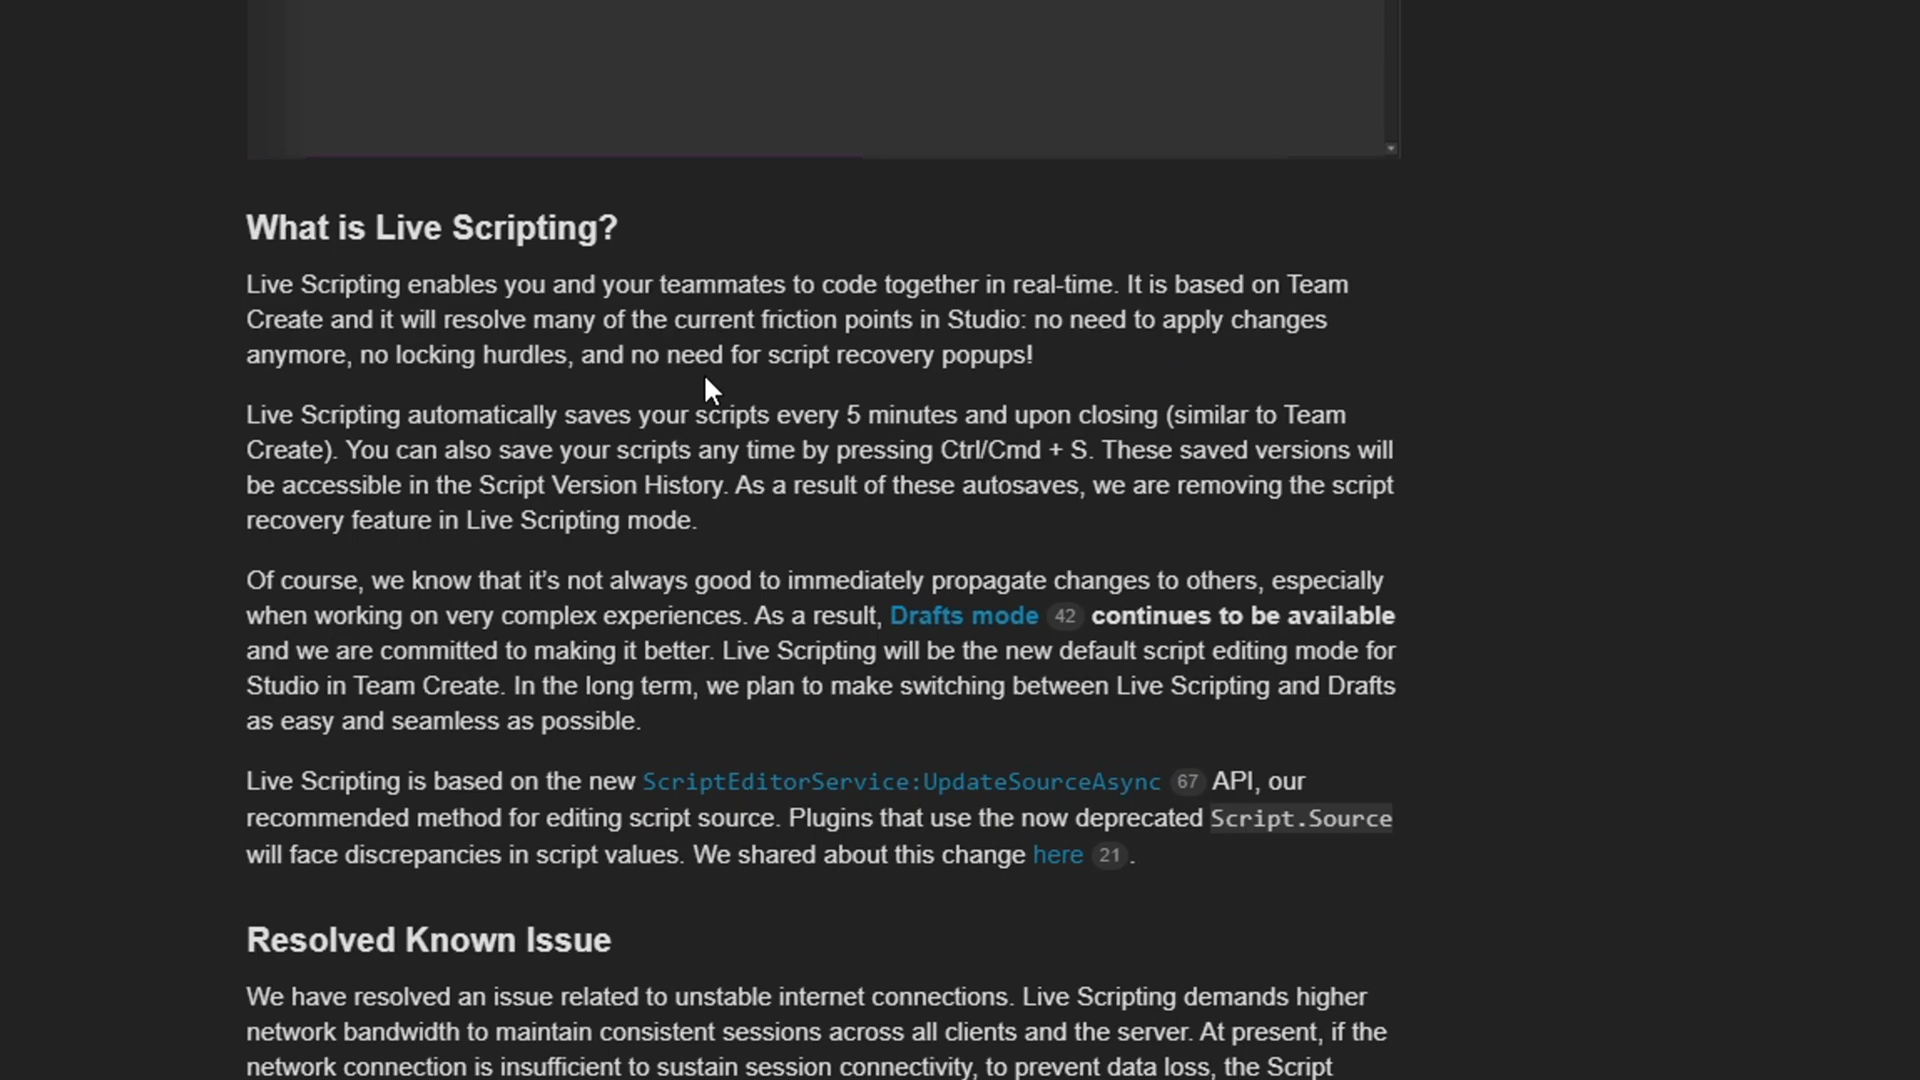 What is Live Scripting?
Live Scripting enables you and your teammates to code together in real-time. It is based on Team
Create and it will resolve many of the current friction points in Studio: no need to apply changes
anymore, no locking hurdles, and no need for script recovery popups!
Live Scripting automatically saves your scripts every 5 minutes and upon closing (similar to Team
Create). You can also save your scripts any time by pressing Ctrl/Cmd + S. These saved versions will
be accessible in the Script Version History. As a result of these autosaves, we are removing the script
recovery feature in Live Scripting mode.
Of course, we know that it's not always good to immediately propagate changes to others, especially
when working on very complex experiences. As a result, Drafts mode 42 continues to be available
and we are committed to making it better. Live Scripting will be the new default script editing mode for
Studio in Team Create. In the long term, we plan to make switching between Live Scripting and Drafts
as easy and seamless as possible.
Live Scripting is based on the new ScriptEditorService:UpdateSourceAsync 67 API, our
recommended method for editing script source. Plugins that use the now deprecated Script.Source
will face discrepancies in script values. We shared about this change here 21 .
Resolved Known Issue
We have resolved an issue related to unstable internet connections. Live Scripting demands higher
network bandwidth to maintain consistent sessions across all clients and the server. At present, if the
network connection is insufficient to sustain session connectivity, to prevent data loss, the Script